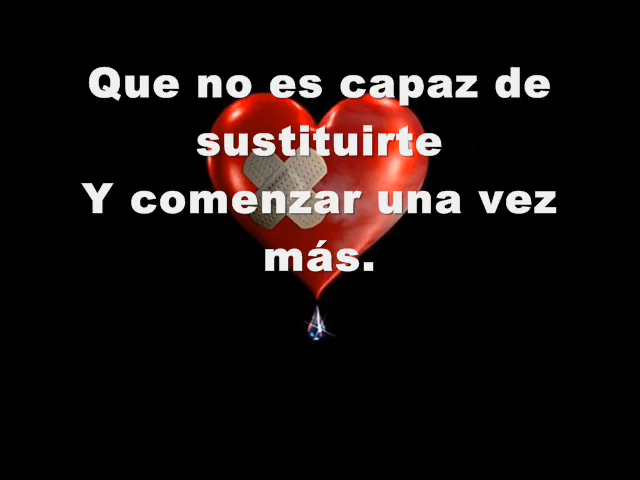 Que no es capaz de
sustituirte
Y comenzar una vez
más.